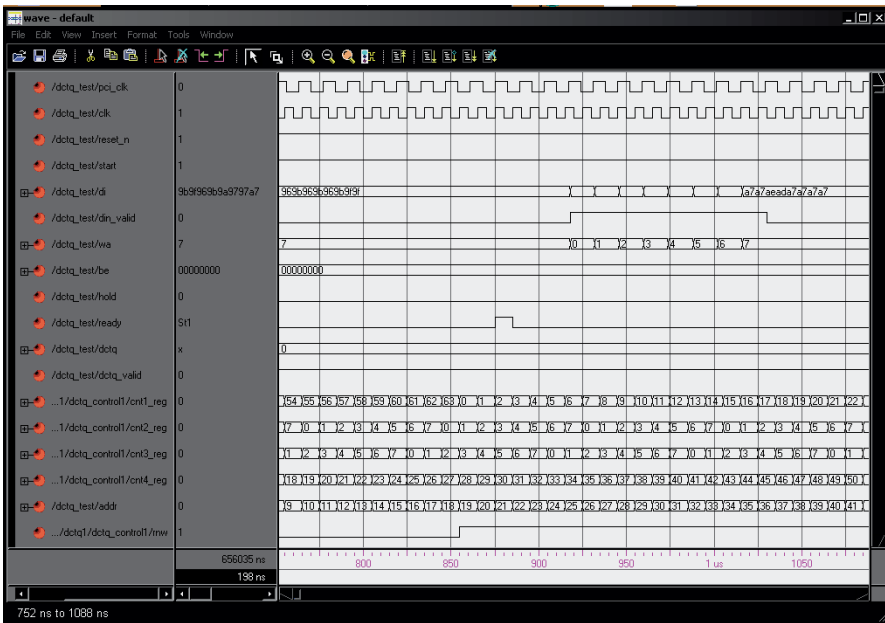 wave - default
File Edit View Insert Format Tools Window
/dctq_test/pci_clk 0
/dctq_test/clk 1
/dctq_test/reset_n 1
/dctq_test/start 1
/dctq_test/di 9b9f969b9a9797a7 969b969b969b9f9f a7a7aeada7a7a7a7
/dctq_test/din_valid 0
/dctq_test/wa 7 7 0 1 2 3 4 5 6 7
/dctq_test/be 00000000 00000000
/dctq_test/hold 0
/dctq_test/ready St1
/dctq_test/dctq x 0
/dctq_test/dctq_valid 0
...1/dctq_control1/cnt1_reg 0 54 55 56 57 58 59 60 61 62 63 0 1 2 3 4 5 6 7 8 9 10 11 12 13 14 15 16 17 18 19 20 21 22
...1/dctq_control1/cnt2_reg 0 7 0 1 2 3 4 5 6 7 0 1 2 3 4 5 6 7 0 1 2 3 4 5 6 7 0 1 2 3 4 5 6 7
...1/dctq_control1/cnt3_reg 0 1 2 3 4 5 6 7 0 1 2 3 4 5 6 7 0 1 2 3 4 5 6 7 0 1 2 3 4 5 6 7 0 1
...1/dctq_control1/cnt4_reg 0 18 19 20 21 22 23 24 25 26 27 28 29 30 31 32 33 34 35 36 37 38 39 40 41 42 43 44 45 46 47 48 49 50
/dctq_test/addr 0 9 10 11 12 13 14 15 16 17 18 19 20 21 22 23 24 25 26 27 28 29 30 31 32 33 34 35 36 37 38 39 40 41
.../dctq1/dctq_control1/rnw 1
656035 ns 800 850 900 950 1 us 1050
198 ns
752 ns to 1088 ns